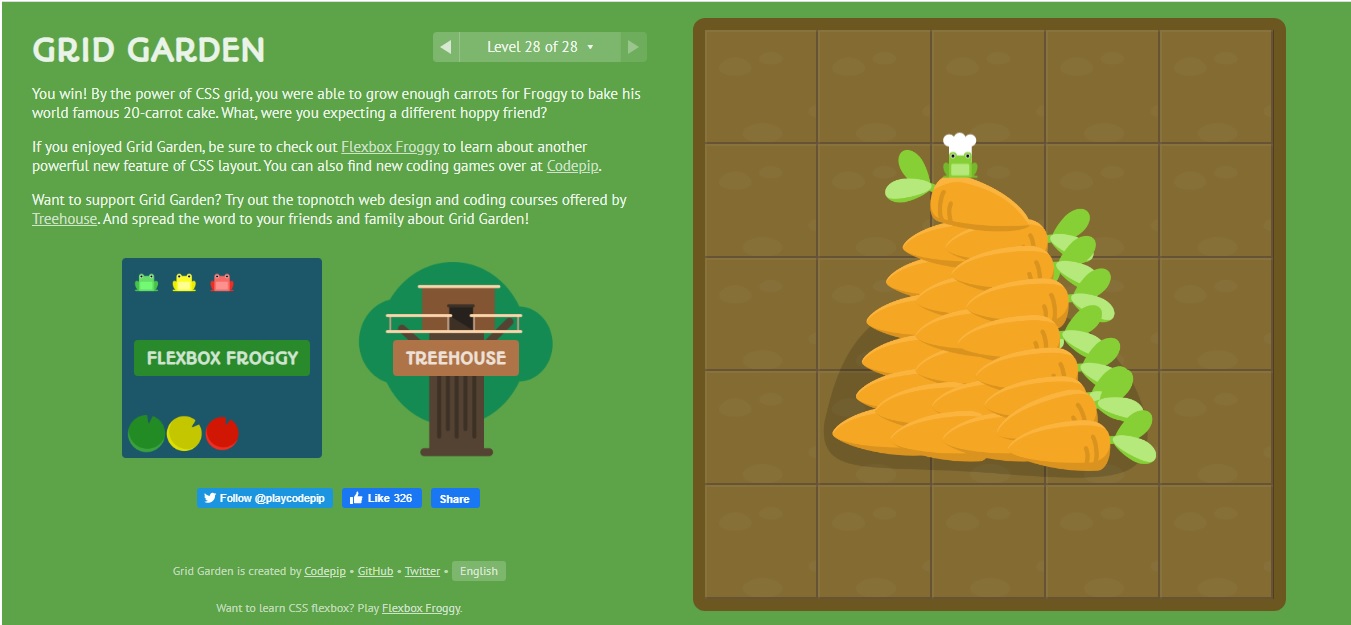 GRID GARDEN
Level 28 of 28
You win! By the power of CSS grid, you were able to grow enough carrots for Froggy to bake his
world famous 20-carrot cake. What, were you expecting a different hoppy friend?
If you enjoyed Grid Garden, be sure to check out Flexbox Froggy to learn about another
powerful new feature of CSS layout. You can also find new coding games over at Codepip.
Want to support Grid Garden? Try out the topnotch web design and coding courses offered by
Treehouse. And spread the word to your friends and family about Grid Garden!
FLEXBOX FROGGY
TREEHOUSE
Follow @playcodepip
Like 326
Share
Grid Garden is created by Codepip • GitHub • Twitter • English
Want to learn CSS flexbox? Play Flexbox Froggy.